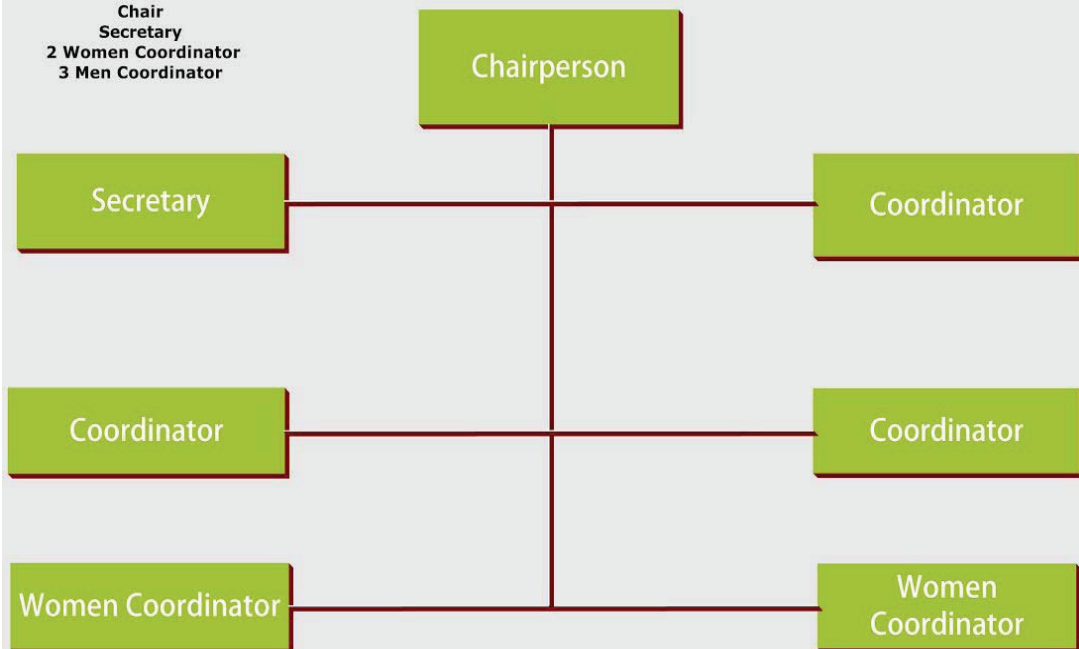 Chair
Secretary
2 Women Coordinator
3 Men Coordinator
Chairperson
Secretary
Coordinator
Coordinator
Coordinator
Women Coordinator
Women
Coordinator